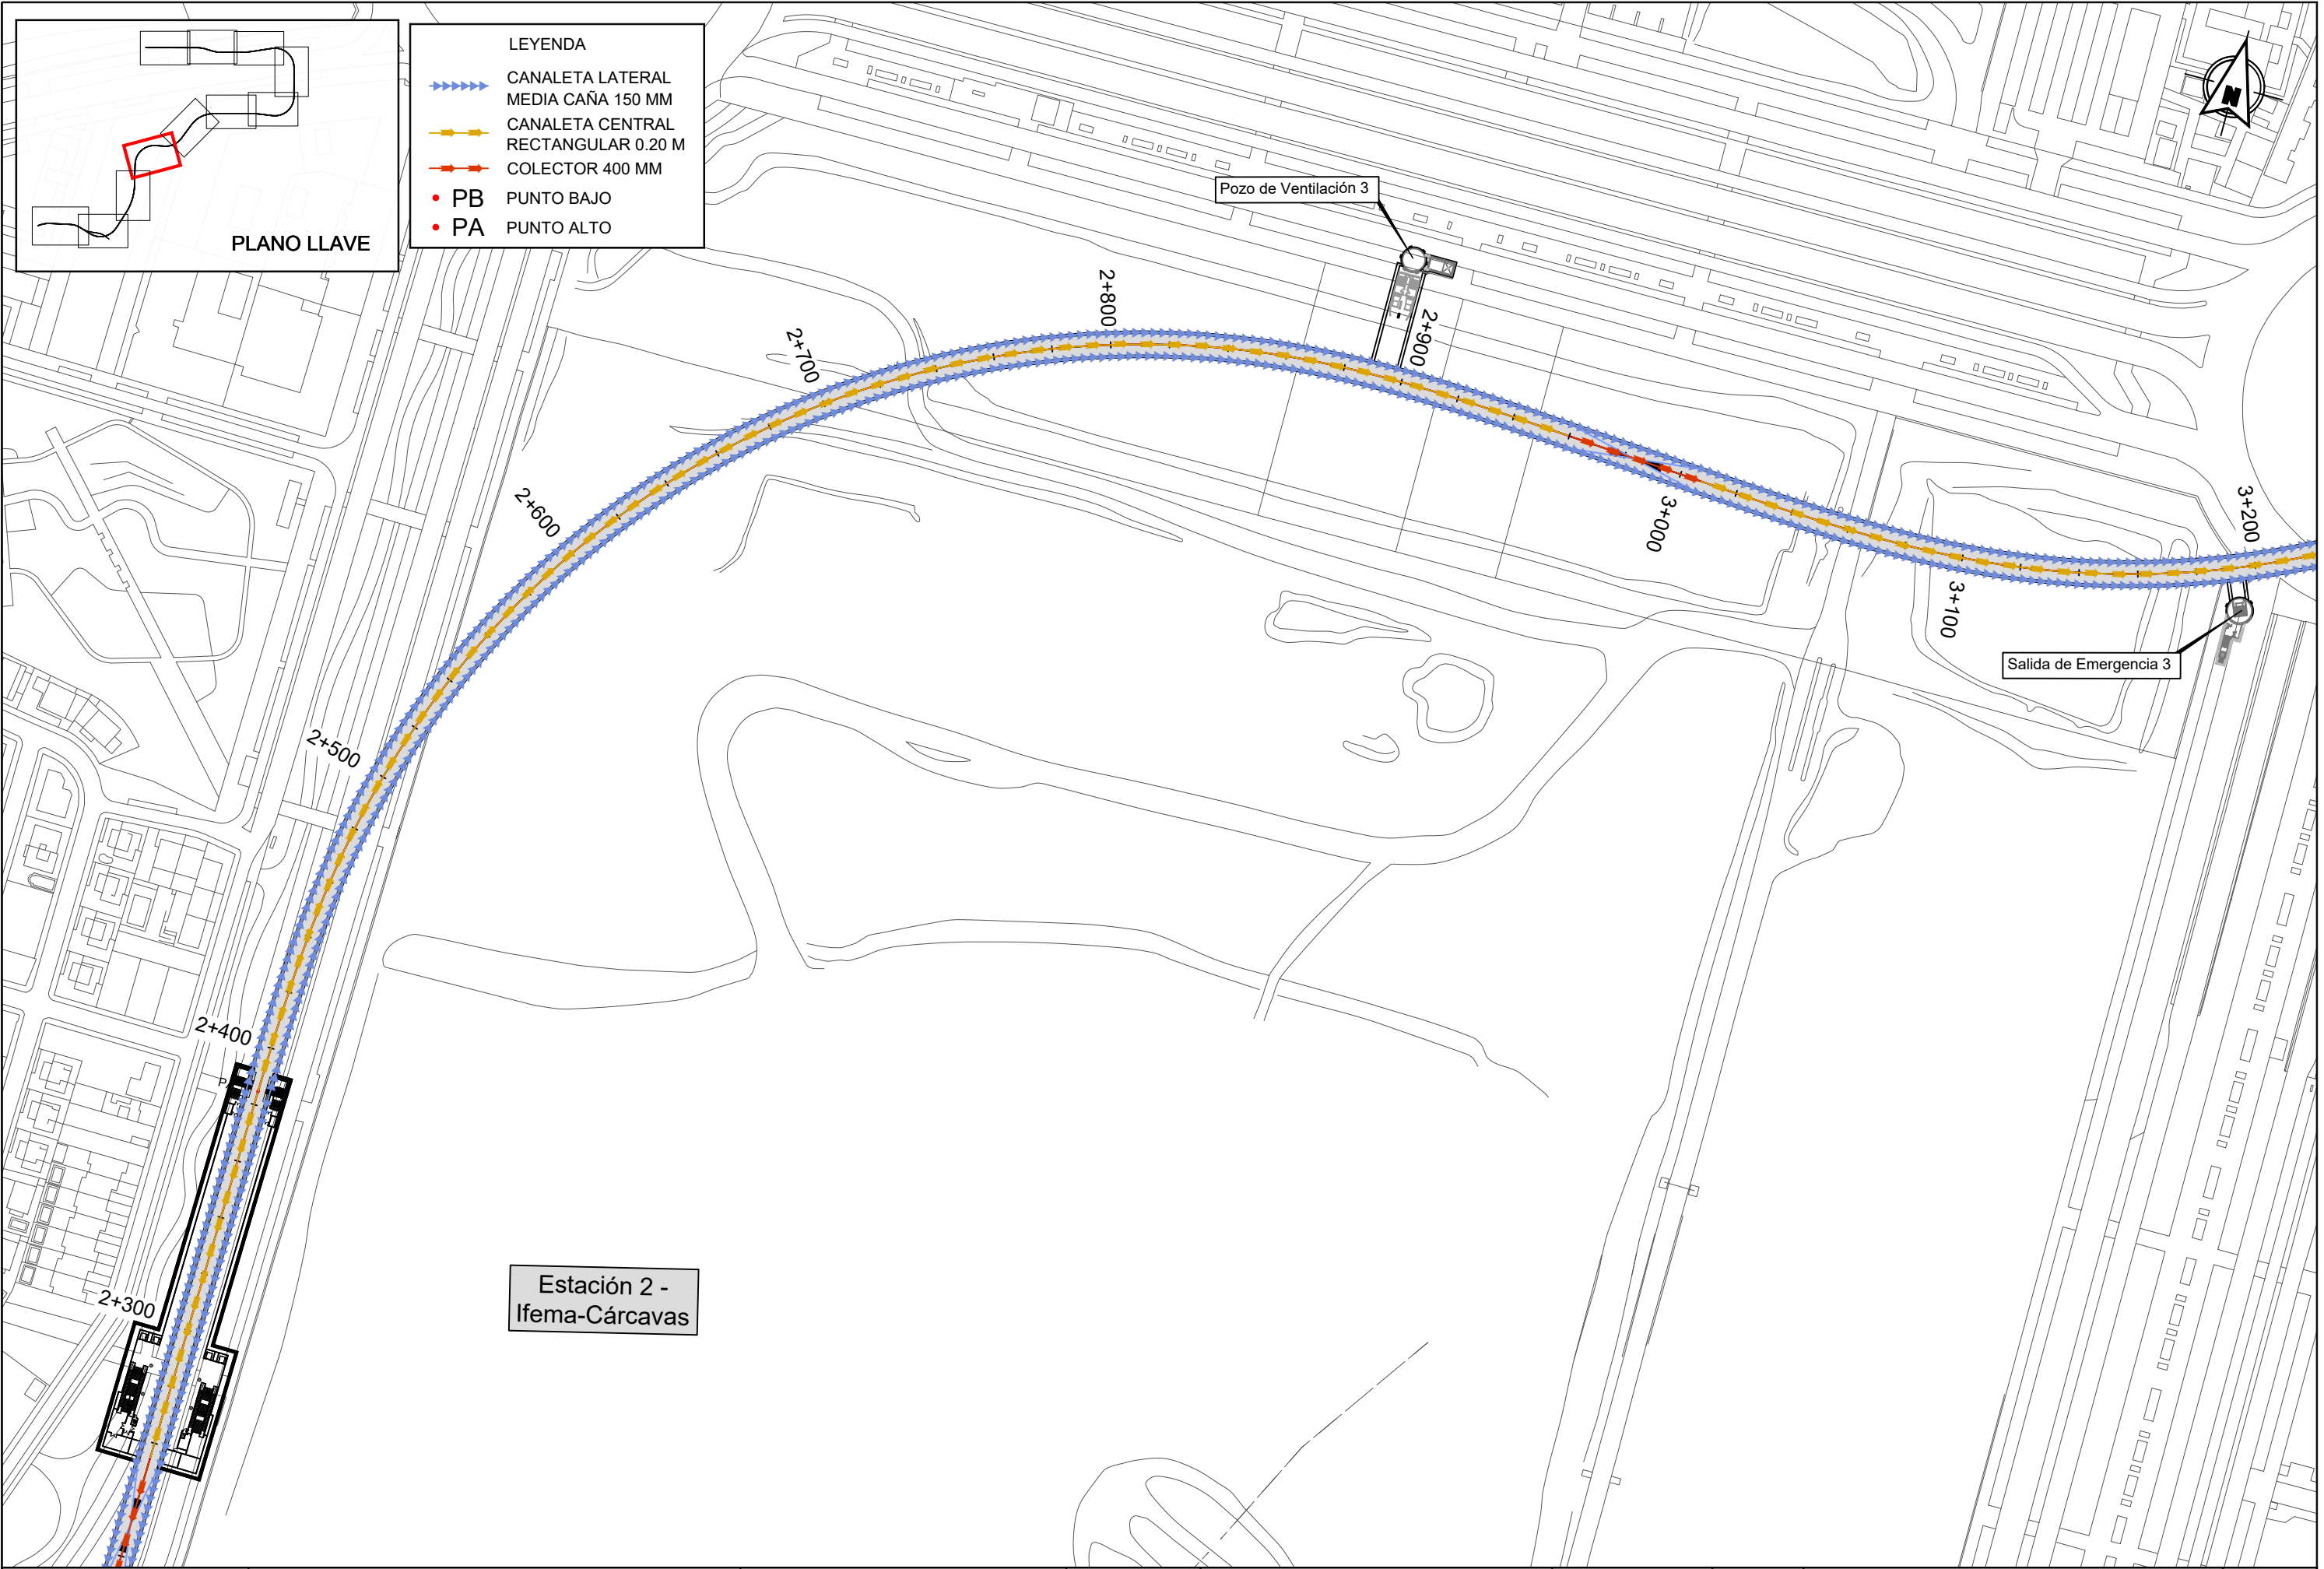 PLANO LLAVE
LEYENDA
CANALETA LATERAL
MEDIA CAÑA 150 MM
CANALETA CENTRAL
RECTANGULAR 0.20 M
COLECTOR 400 MM
PB PUNTO BAJO
PA PUNTO ALTO
N
Pozo de Ventilación 3
2+800
2+900
2+700
2+600
3+000
3+200
3+100
Salida de Emergencia 3
2+500
2+400
2+300
Estación 2 -
Ifema-Cárcavas